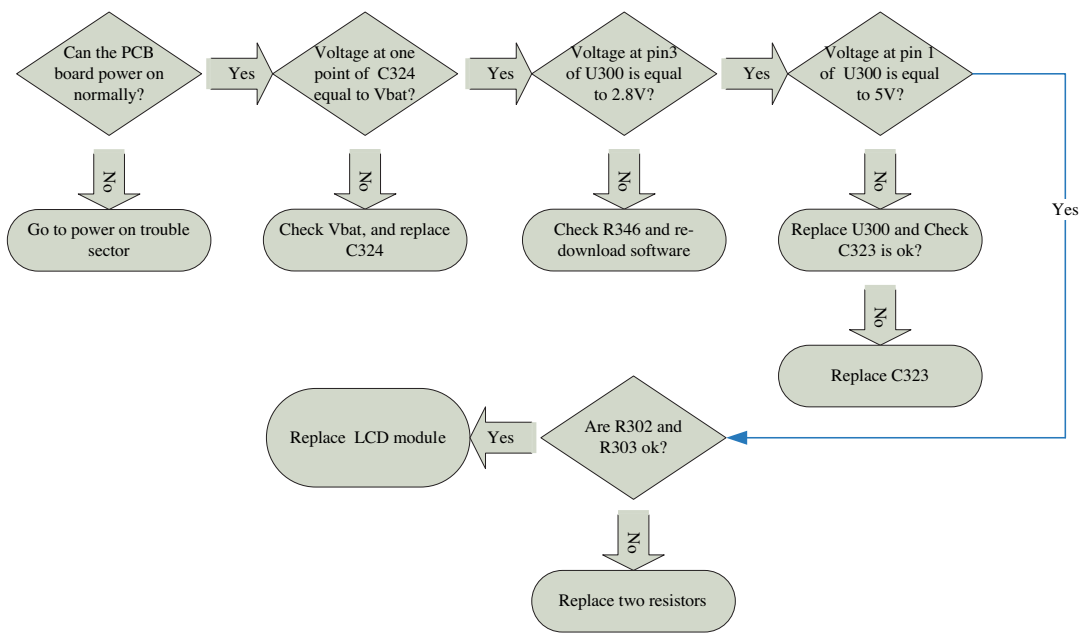 Can the PCB
board power on
normally?
Yes
Voltage at one
point of C324
equal to Vbat?
Yes
Voltage at pin3
of U300 is equal
to 2.8V?
Yes
Voltage at pin 1
of U300 is equal
to 5V?
No
No
No
No
Yes
Go to power on trouble
sector
Check Vbat, and replace
C324
Check R346 and re-
download software
Replace U300 and Check
C323 is ok?
No
Replace C323
Replace LCD module
Yes
Are R302 and
R303 ok?
No
Replace two resistors